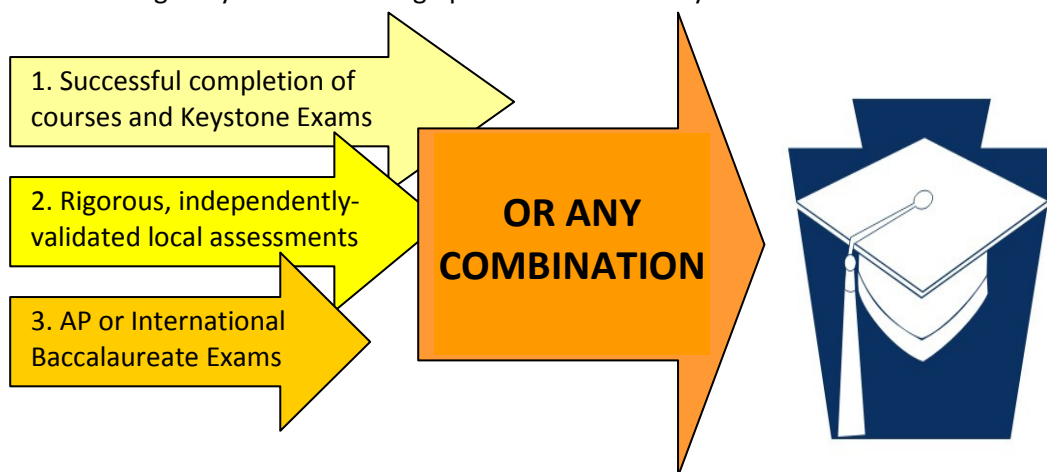 1. Successful completion of
courses and Keystone Exams
2. Rigorous, independently-
validated local assessments
3. AP or International
Baccalaureate Exams
OR ANY
COMBINATION